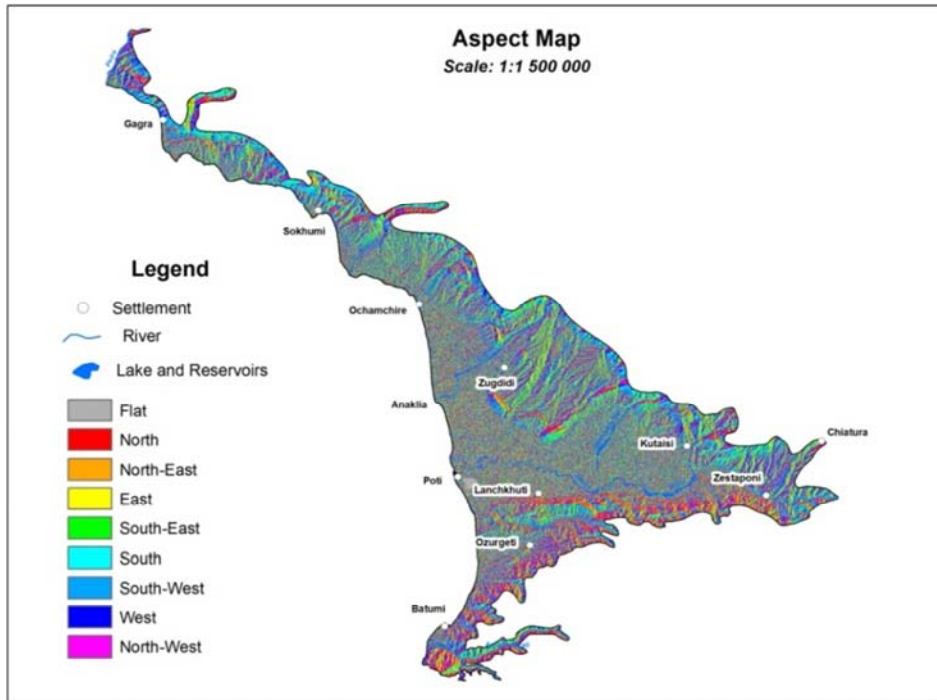 Aspect Map
Scale: 1:1 500 000
Gagra
Sokhumi
Ochamchire
Zugdidi
Anaklia
Chiatura
Kutaisi
Zestaponi
Poti
Lanchkhuti
Ozurgeti
Batumi
Legend
Settlement
River
Lake and Reservoirs
Flat
North
North-East
East
South-East
South
South-West
West
North-West